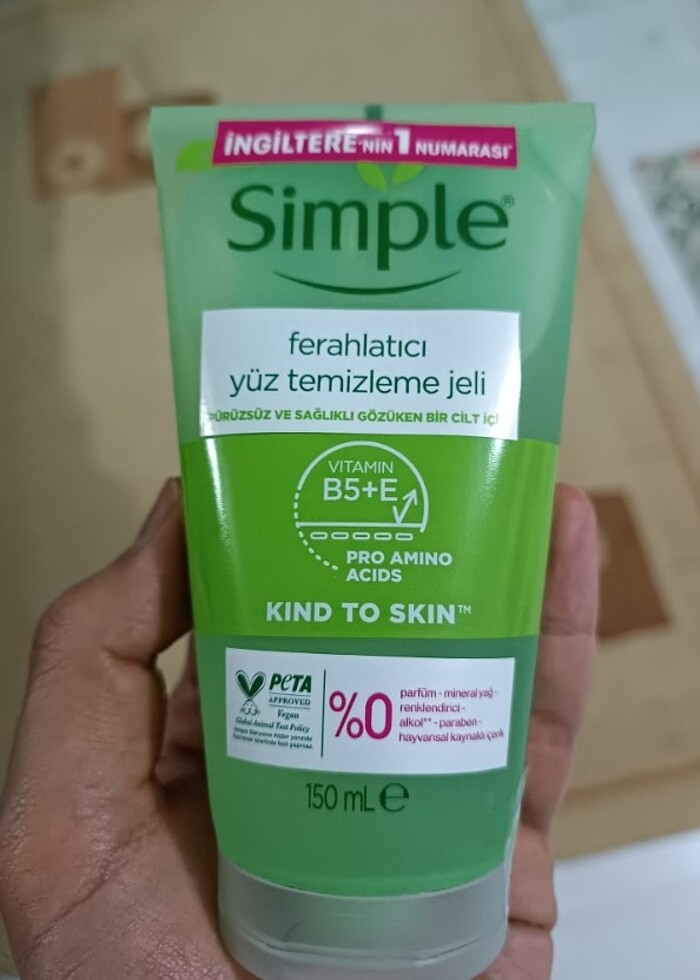 İNGİLTERE'NİN 1 NUMARASI*
Simple®
ferahlatıcı
yüz temizleme jeli
PÜRÜZSÜZ VE SAĞLIKLI GÖZÜKEN BİR CİLT İÇİ
VITAMIN
B5+E
PRO AMINO
ACIDS
KIND TO SKIN™
PETA
APPROVED
Vegan
Global Animal Test Policy
%0
parfüm - mineral yağ -
renklendirici -
alkol** - paraben -
hayvansal kaynaklı içerik
150 mL ℮